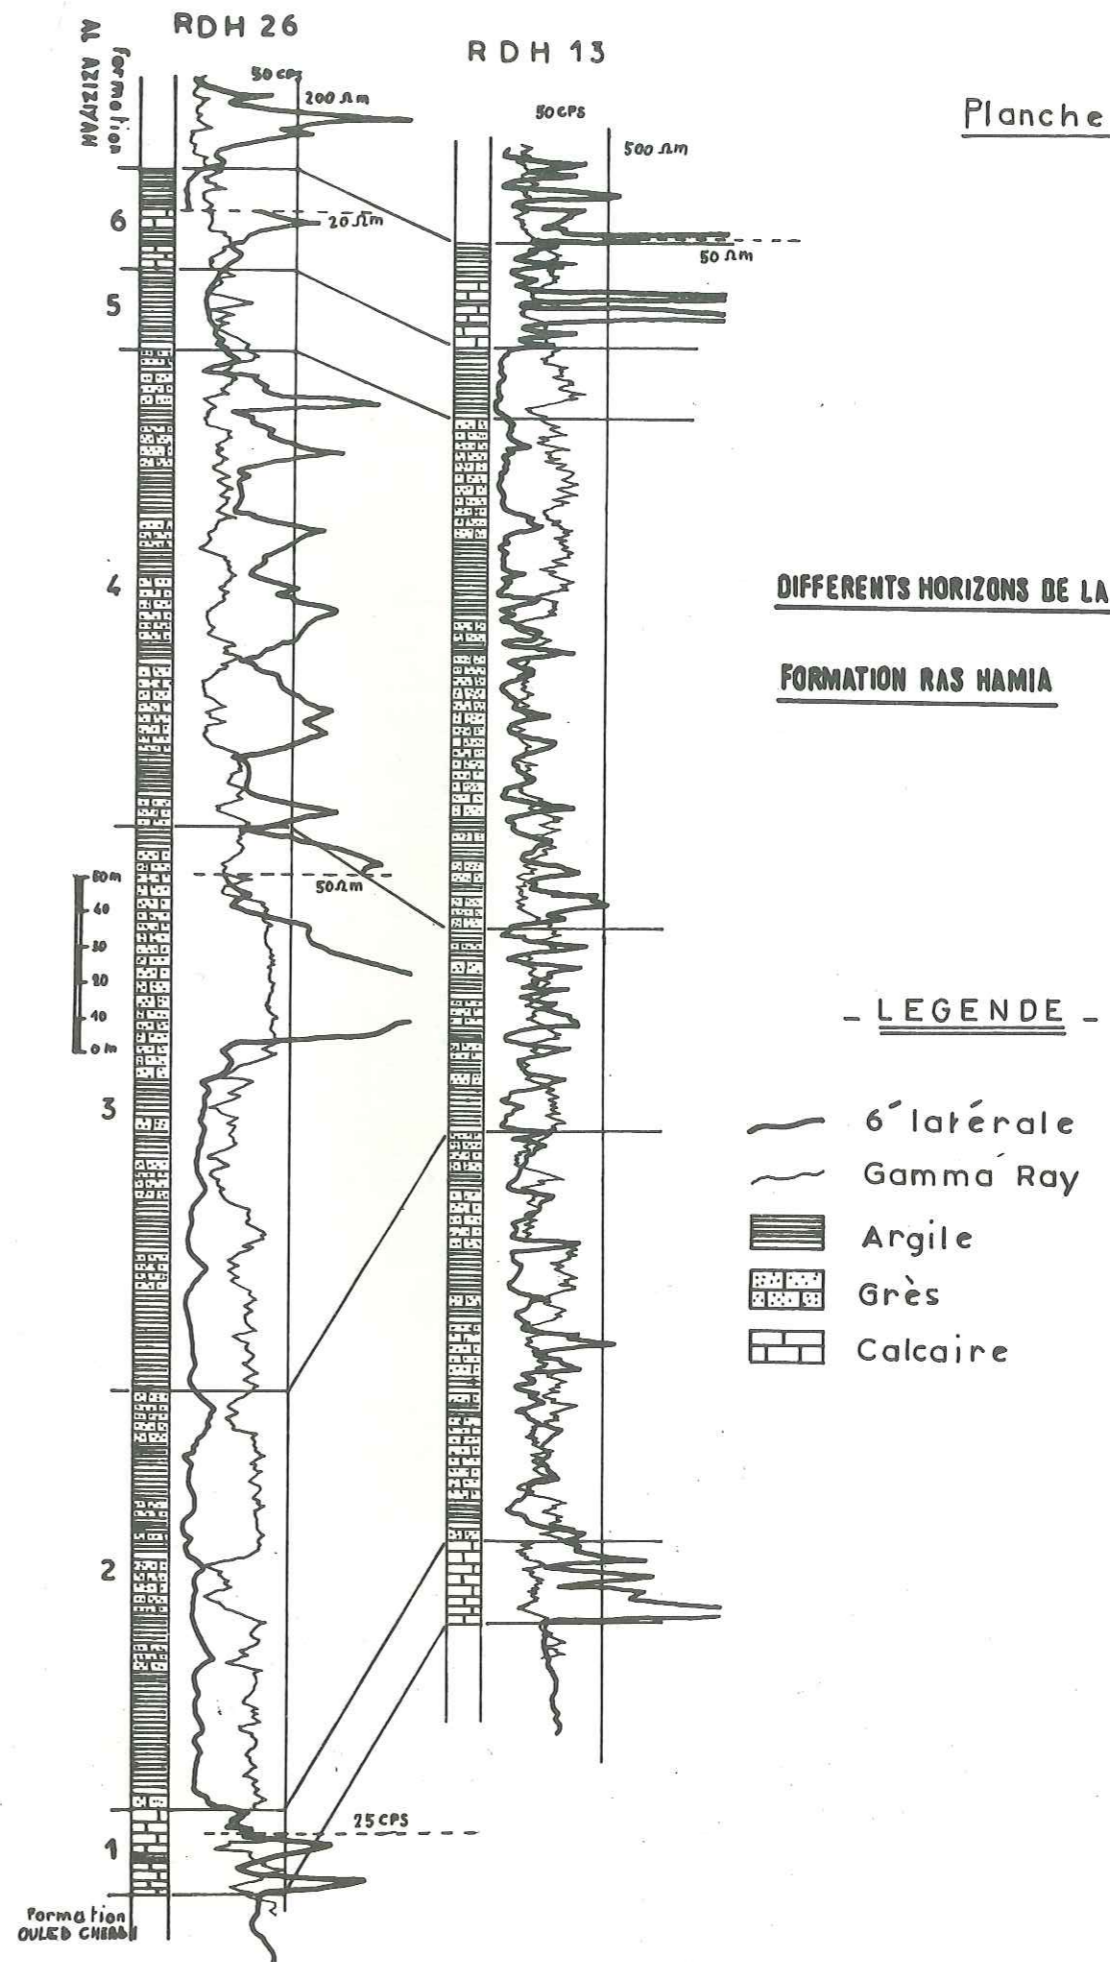 RDH 26
RDH 13
Planche
Formation
AL AZIZIYAH
50 CPS
200 Ωm
50 CPS
500 Ωm
6
20 Ωm
50 Ωm
5
4
DIFFERENTS HORIZONS DE LA
FORMATION RAS HAMIA
50 m
40
30
20
10
0 m
50 Ωm
3
- LEGENDE -
6' latérale
Gamma Ray
Argile
Grès
Calcaire
2
25 CPS
1
Formation
OULED CHEBBI